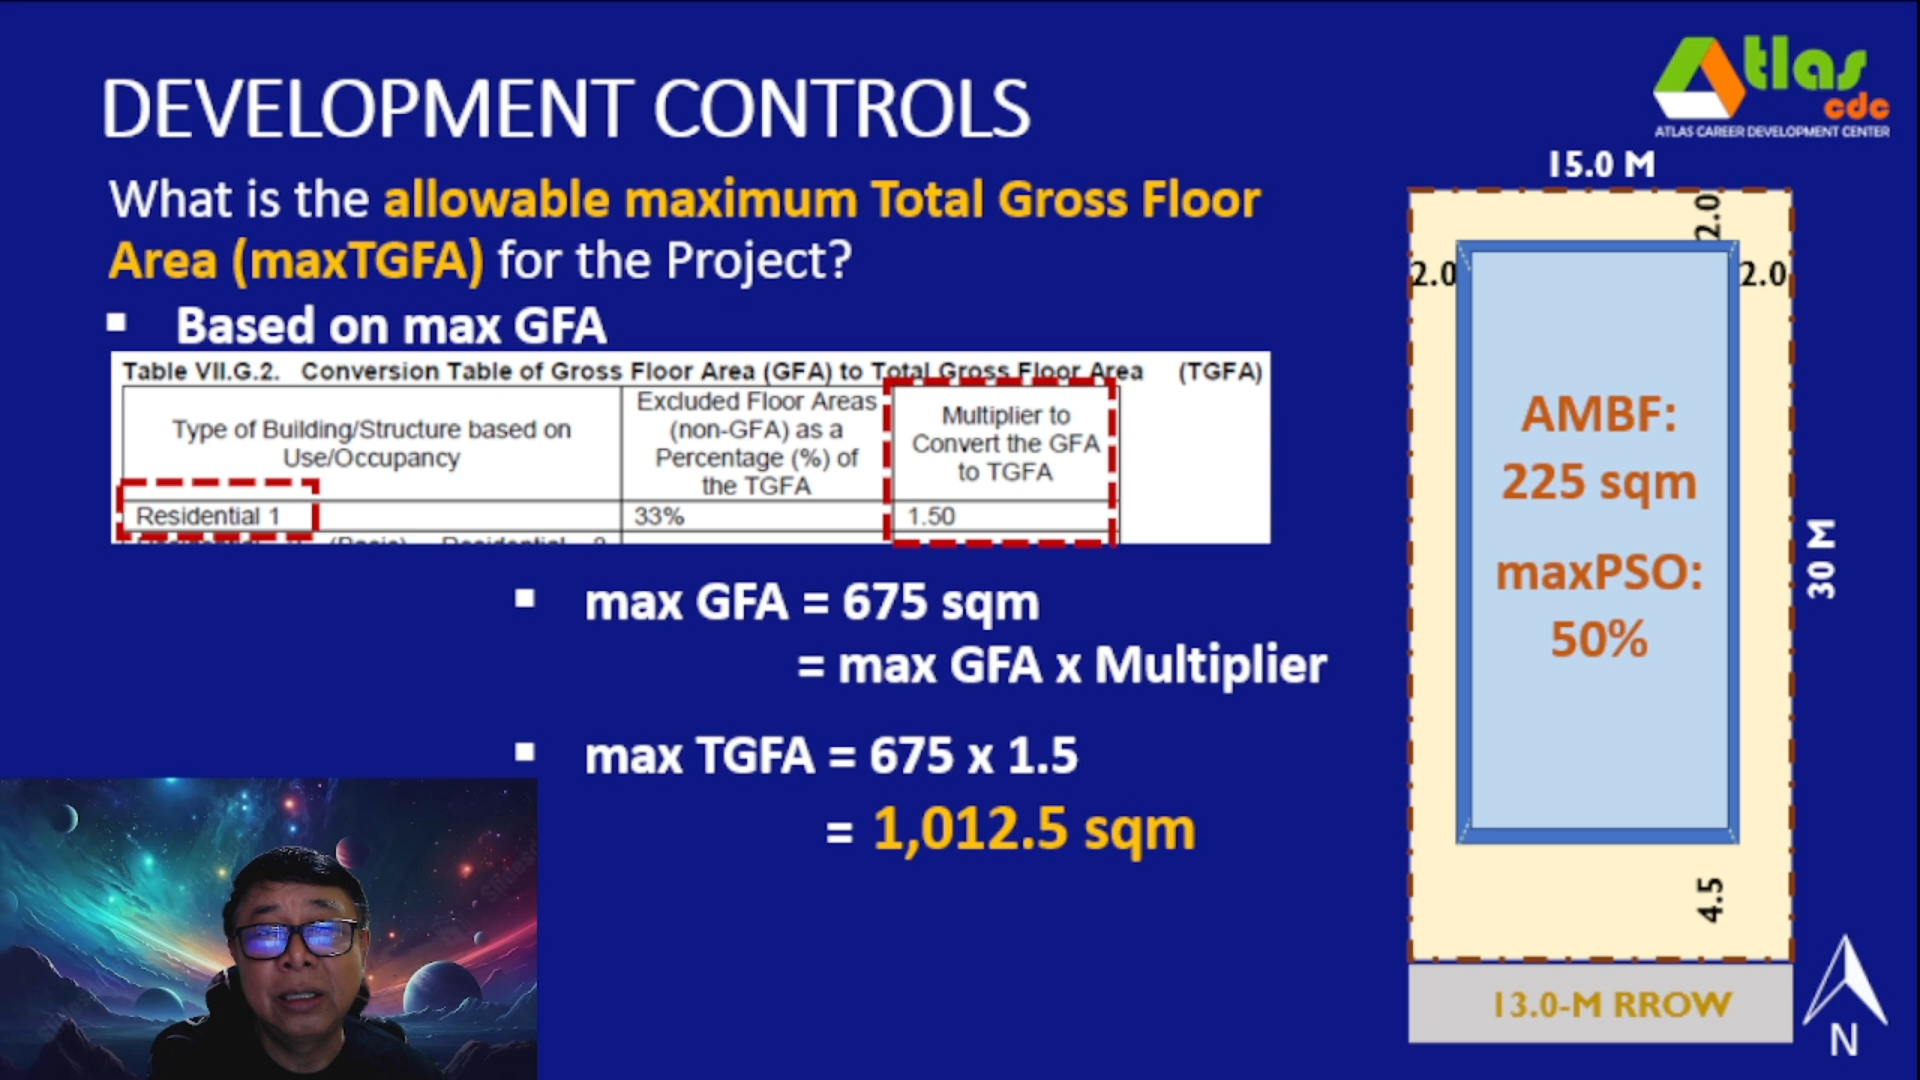 Atlas
cdc
ATLAS CAREER DEVELOPMENT CENTER
DEVELOPMENT CONTROLS
What is the allowable maximum Total Gross Floor
Area (maxTGFA) for the Project?
▪ Based on max GFA
Table VII.G.2. Conversion Table of Gross Floor Area (GFA) to Total Gross Floor Area (TGFA)
Type of Building/Structure based on
Use/Occupancy
Excluded Floor Areas
(non-GFA) as a
Percentage (%) of
the TGFA
Multiplier to
Convert the GFA
to TGFA
Residential 1
33%
1.50
▪ max GFA = 675 sqm
= max GFA x Multiplier
▪ max TGFA = 675 x 1.5
= 1,012.5 sqm
15.0 M
2.0
2.0
2.0
AMBF:
225 sqm
maxPSO:
50%
30 M
4.5
13.0-M RROW
N